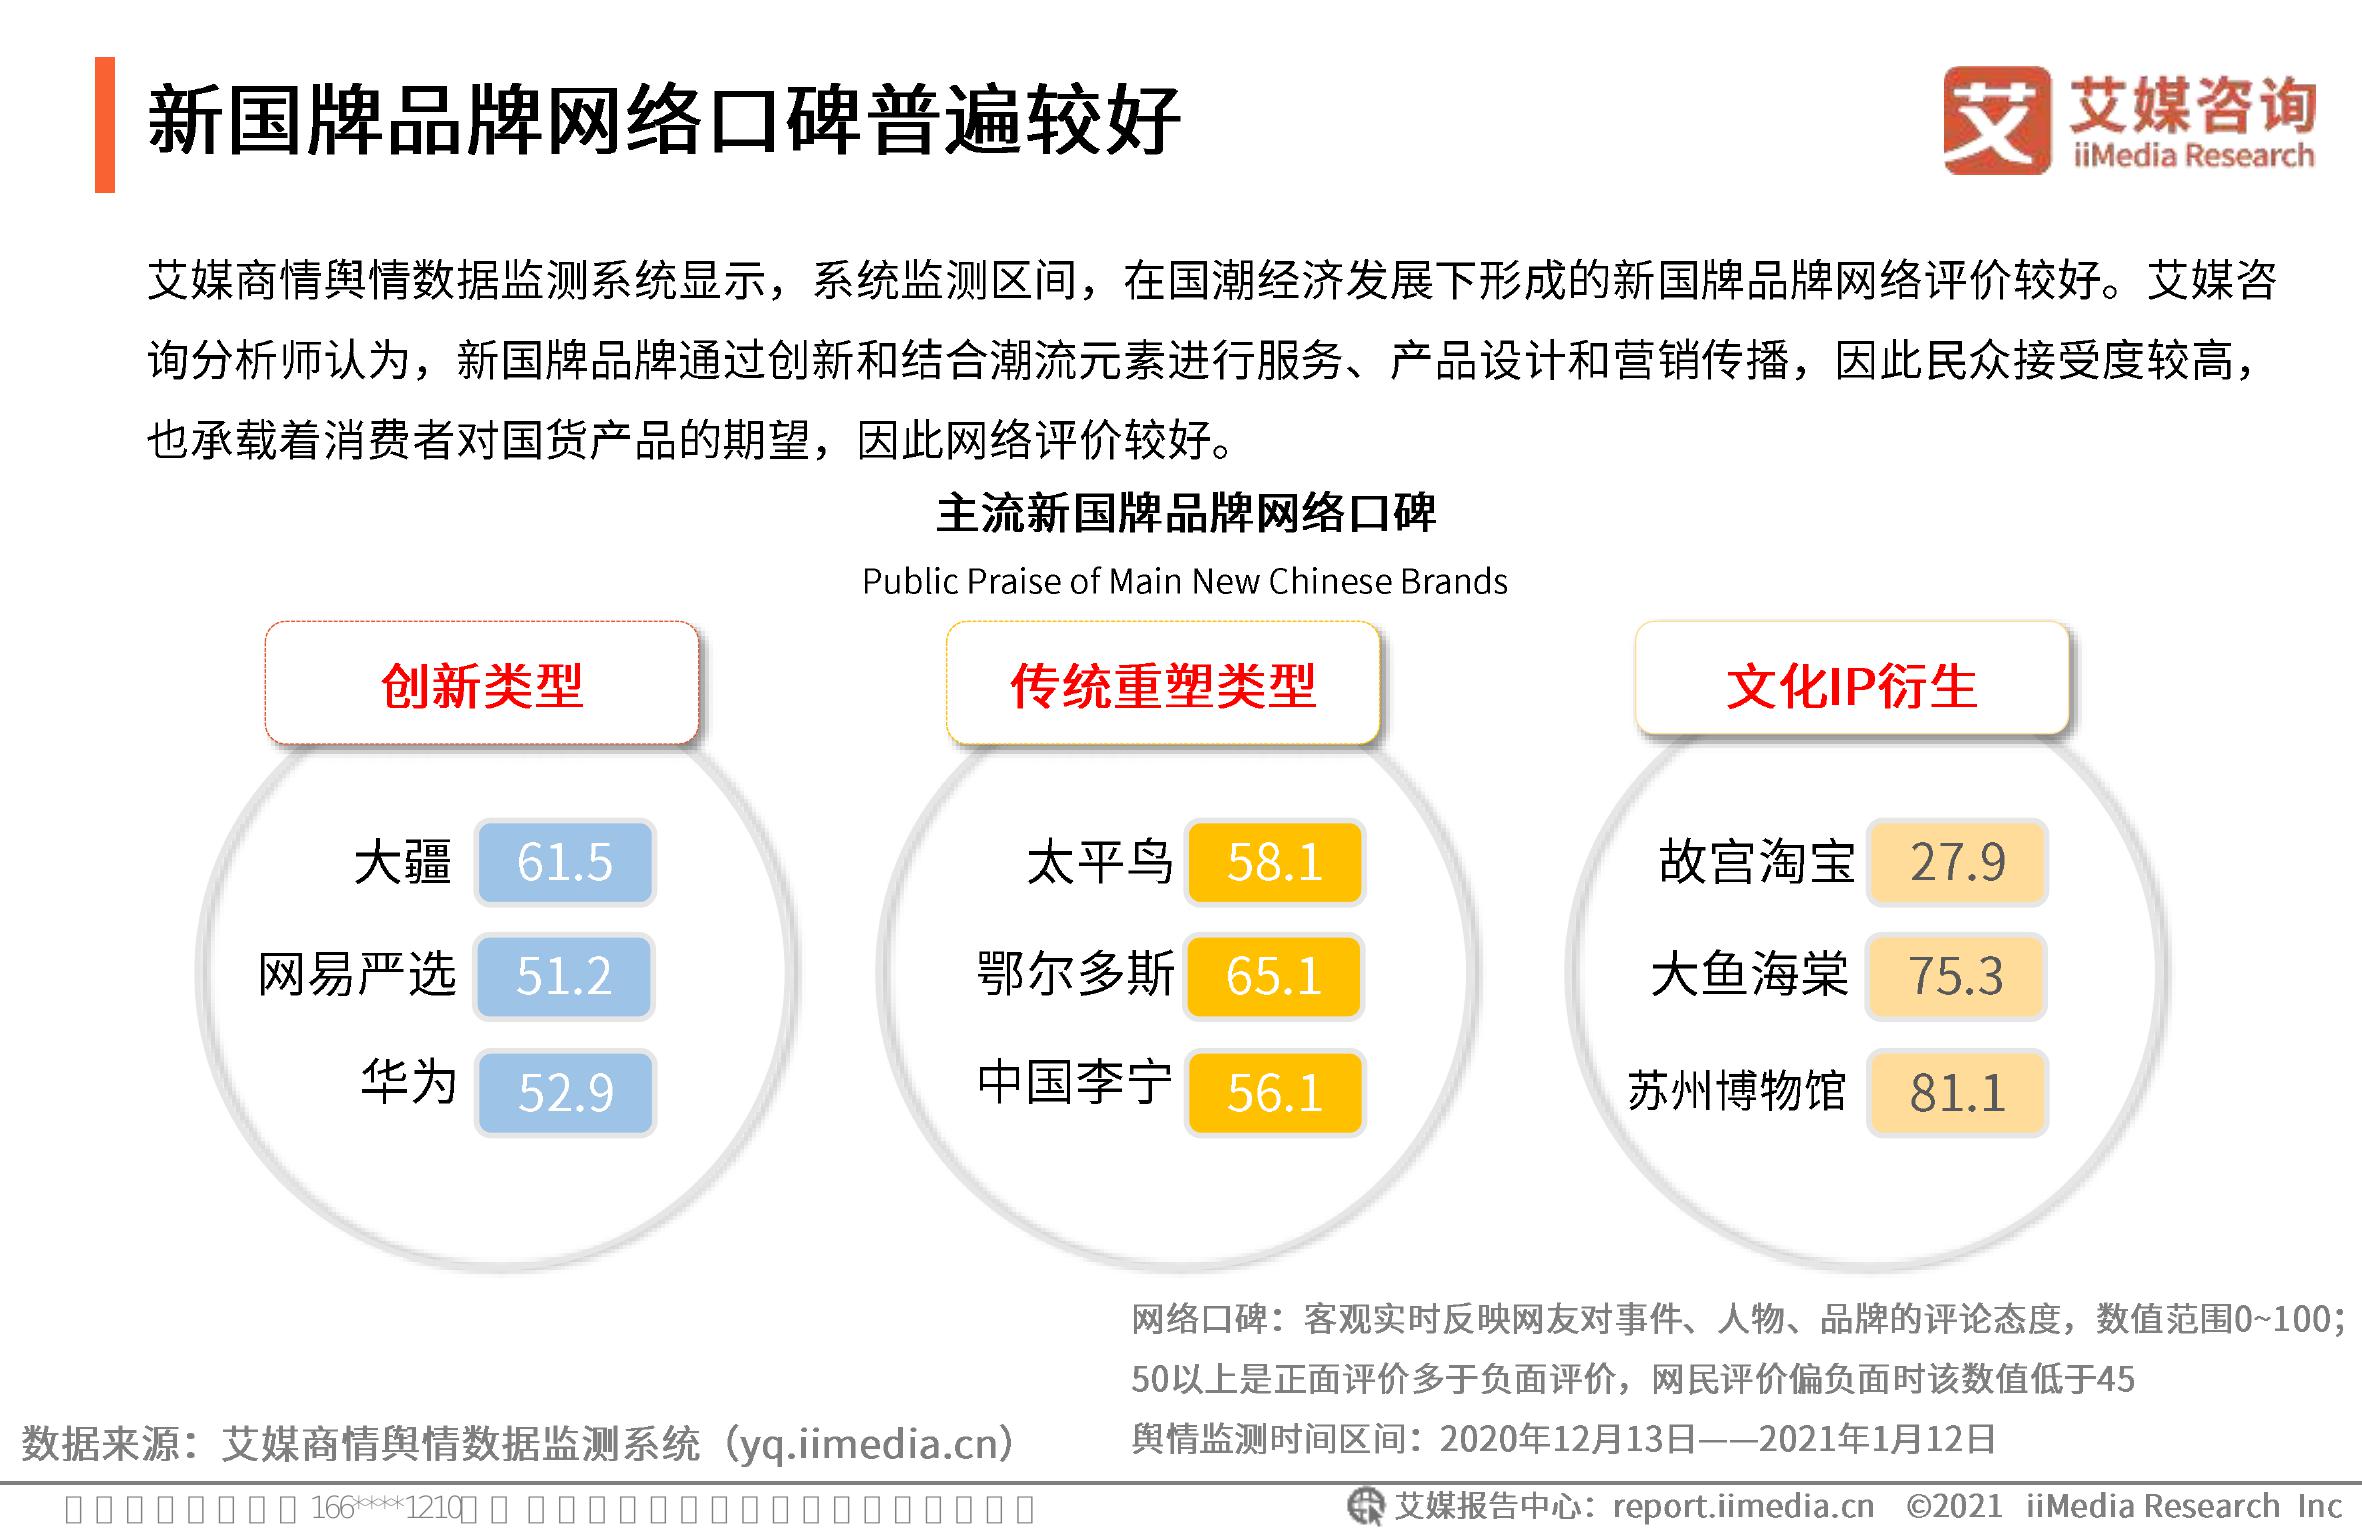 新国牌品牌网络口碑普遍较好
艾
艾媒咨询
iiMedia Research
艾媒商情舆情数据监测系统显示，系统监测区间，在国潮经济发展下形成的新国牌品牌网络评价较好。艾媒咨
询分析师认为，新国牌品牌通过创新和结合潮流元素进行服务、产品设计和营销传播，因此民众接受度较高，
也承载着消费者对国货产品的期望，因此网络评价较好。
主流新国牌品牌网络口碑
Public Praise of Main New Chinese Brands
创新类型
大疆 61.5
网易严选 51.2
华为 52.9
传统重塑类型
太平鸟 58.1
鄂尔多斯 65.1
中国李宁 56.1
文化IP衍生
故宫淘宝 27.9
大鱼海棠 75.3
苏州博物馆 81.1
网络口碑：客观实时反映网友对事件、人物、品牌的评论态度，数值范围0~100；
50以上是正面评价多于负面评价，网民评价偏负面时该数值低于45
舆情监测时间区间：2020年12月13日——2021年1月12日
数据来源：艾媒商情舆情数据监测系统（yq.iimedia.cn）
166****1210
艾媒报告中心：report.iimedia.cn ©2021 iiMedia Research Inc